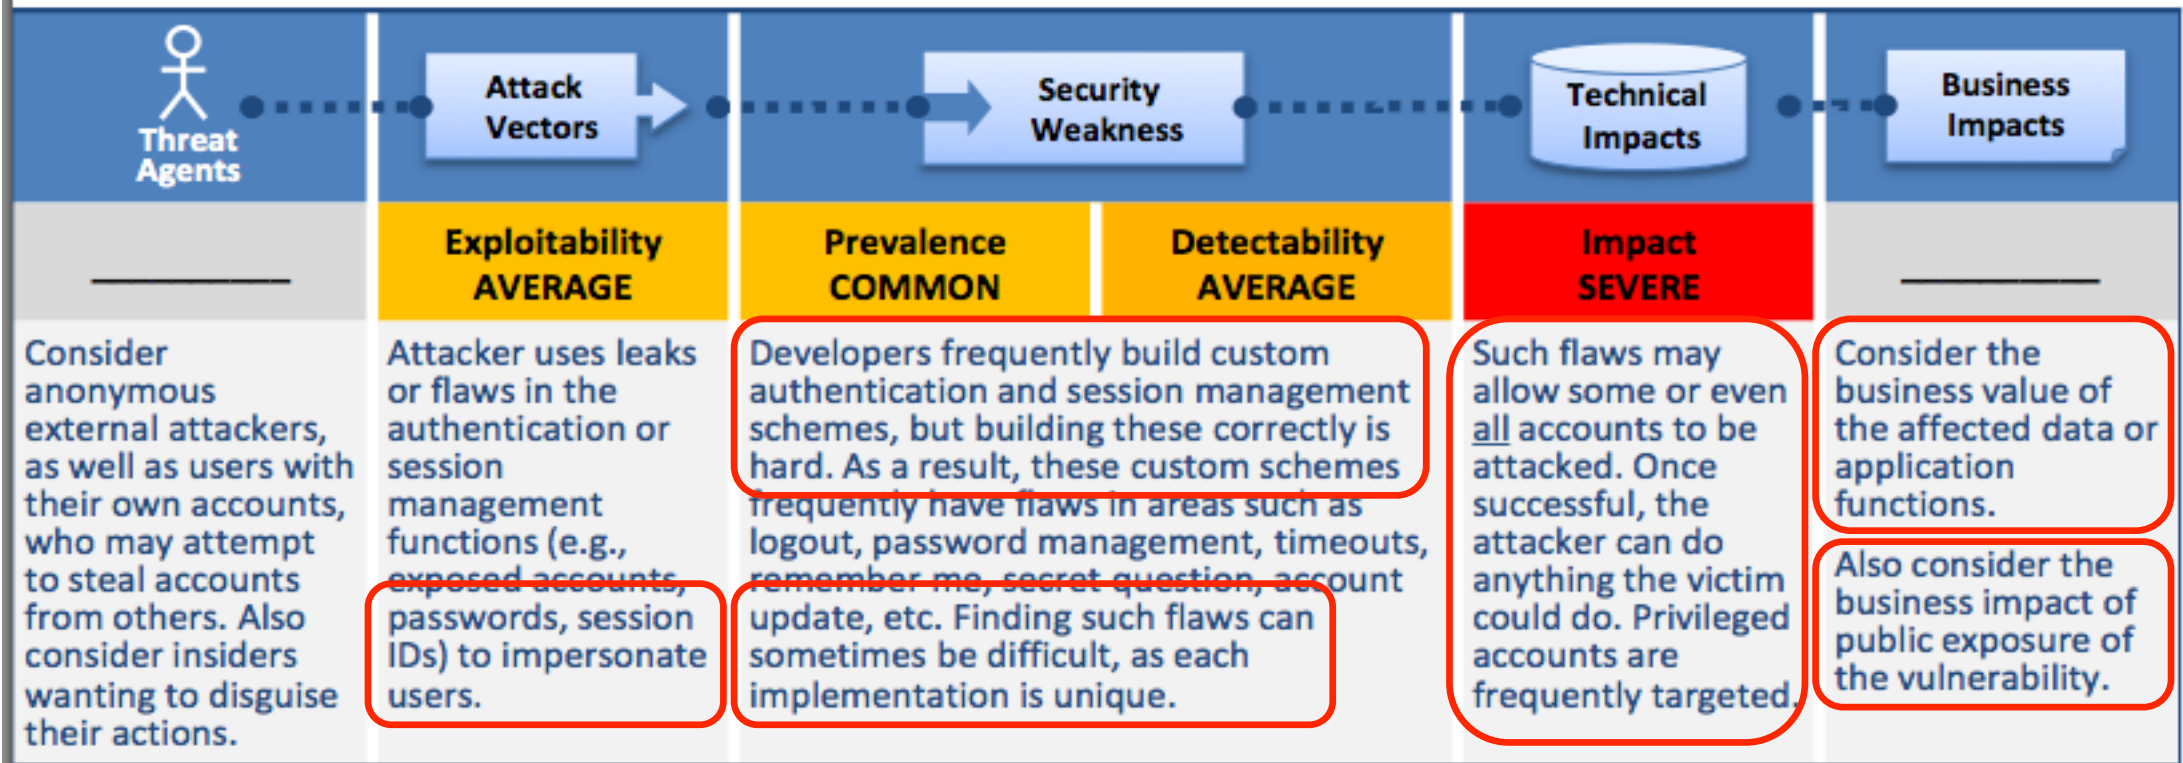 Threat
Agents
Attack
Vectors
Security
Weakness
Technical
Impacts
Business
Impacts
__________
Exploitability
AVERAGE
Prevalence
COMMON
Detectability
AVERAGE
Impact
SEVERE
__________
Consider
anonymous
external attackers,
as well as users with
their own accounts,
who may attempt
to steal accounts
from others. Also
consider insiders
wanting to disguise
their actions.
Attacker uses leaks
or flaws in the
authentication or
session
management
functions (e.g.,
exposed accounts,
passwords, session
IDs) to impersonate
users.
Developers frequently build custom
authentication and session management
schemes, but building these correctly is
hard. As a result, these custom schemes
frequently have flaws in areas such as
logout, password management, timeouts,
remember me, secret question, account
update, etc. Finding such flaws can
sometimes be difficult, as each
implementation is unique.
Such flaws may
allow some or even
all accounts to be
attacked. Once
successful, the
attacker can do
anything the victim
could do. Privileged
accounts are
frequently targeted.
Consider the
business value of
the affected data or
application
functions.
Also consider the
business impact of
public exposure of
the vulnerability.